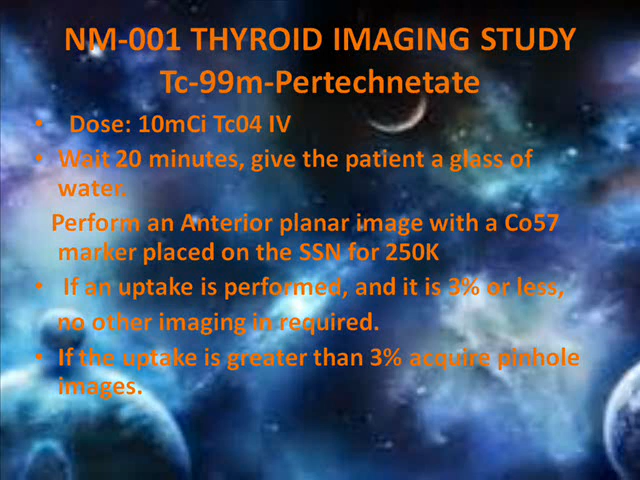 NM-001 THYROID IMAGING STUDY
Tc-99m-Pertechnetate
• Dose: 10mCi Tc04 IV
• Wait 20 minutes, give the patient a glass of
water.
Perform an Anterior planar image with a Co57
marker placed on the SSN for 250K
• If an uptake is performed, and it is 3% or less,
no other imaging in required.
• If the uptake is greater than 3% acquire pinhole
images.